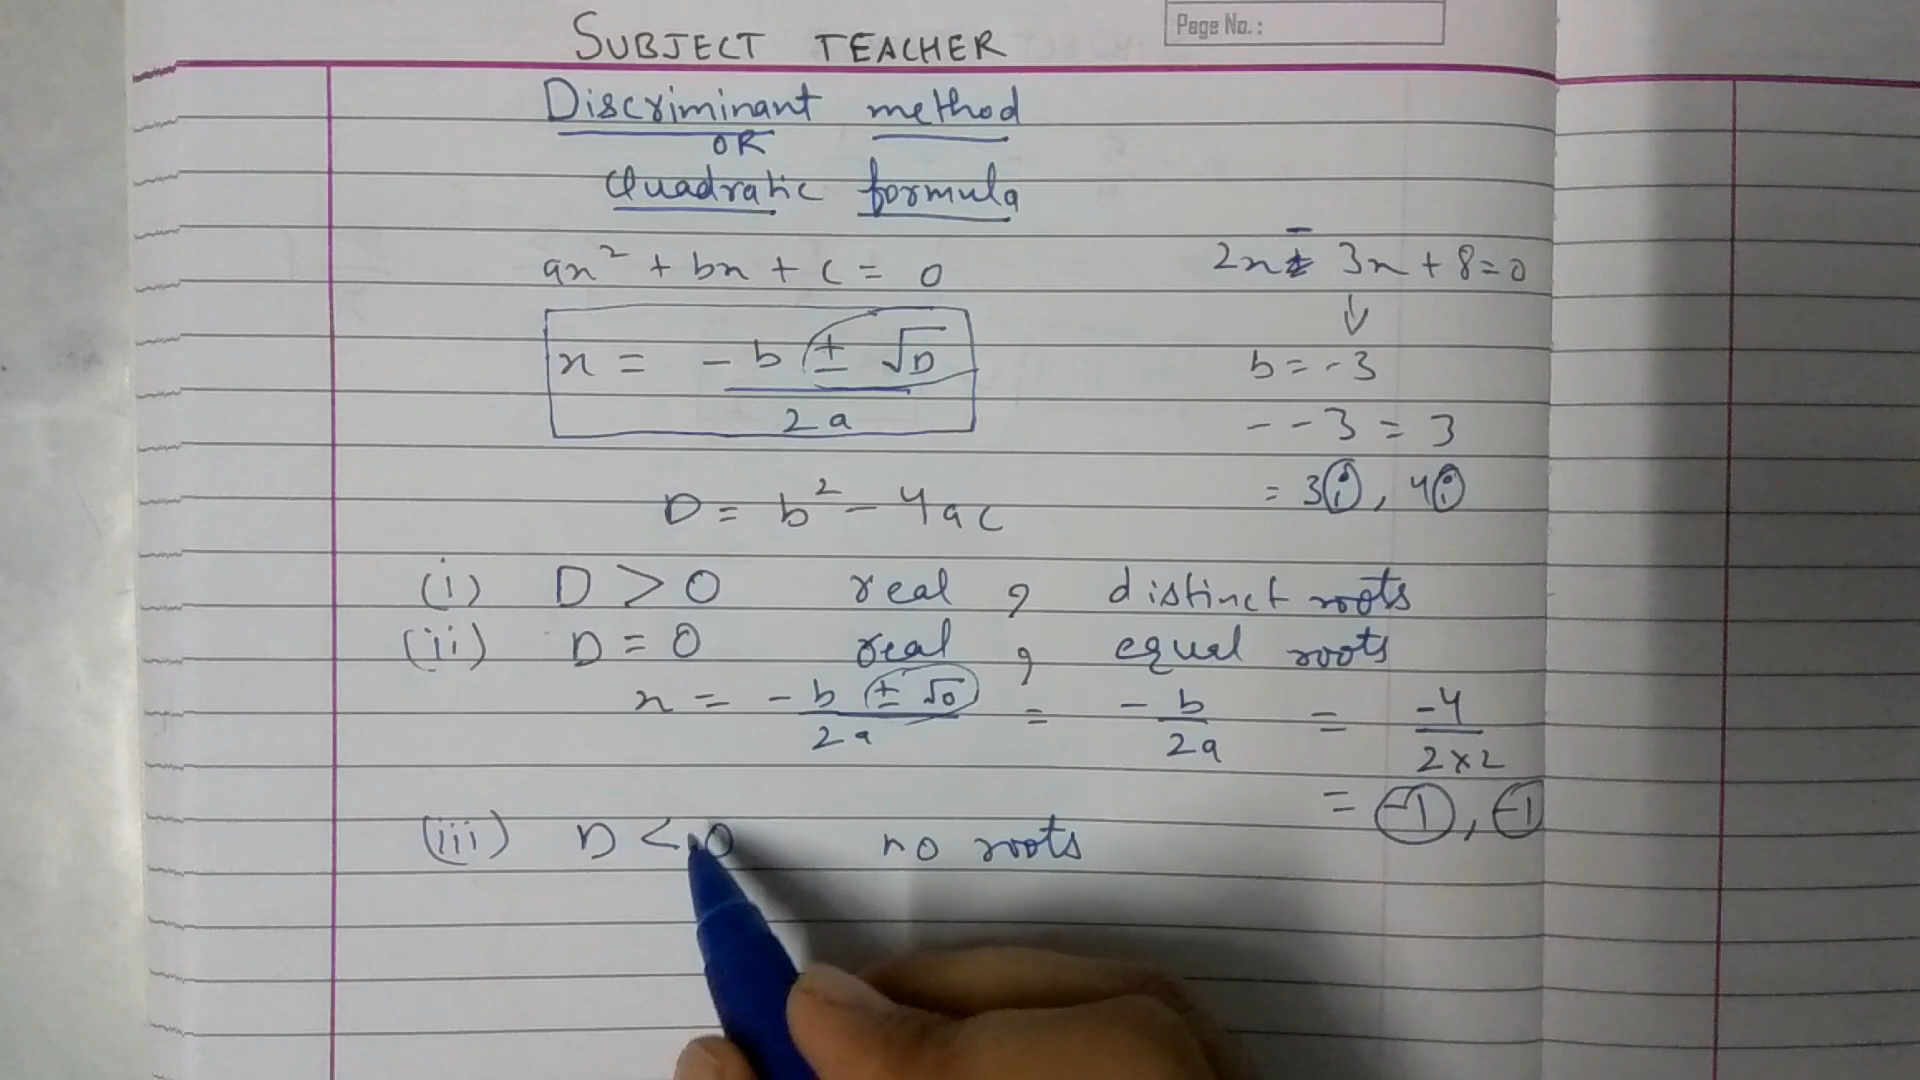 SUBJECT TEACHER
Page No. :
Discriminant method
OR
Quadratic formula
ax² + bx + c = 0
x = -b ± √D
2a
D = b² - 4ac
2x - 3x + 8 = 0
↓
b = -3
- -3 = 3
= 3i, 4i
(i) D > 0 real, distinct roots
(ii) D = 0 real, equal roots
x = -b ± √0 = -b = -4
2a 2a 2×2
= -1, -1
(iii) D < 0 no roots